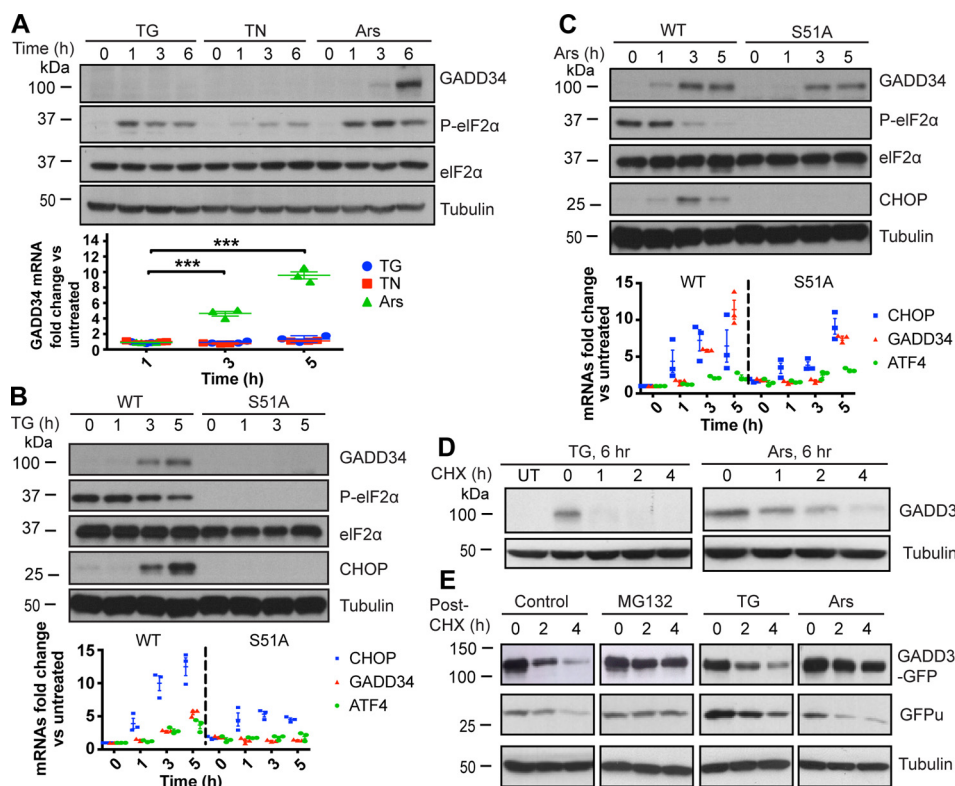 A
TG TN Ars
Time (h) 0 1 3 6 0 1 3 6 0 1 3 6
kDa
100 GADD34
37 P-eIF2α
37 eIF2α
50 Tubulin
GADD34 mRNA
fold change vs
untreated
14
12
10
8
6
4
2
0
***
***
TG
TN
Ars
1 3 5
Time (h)
B
WT S51A
TG (h) 0 1 3 5 0 1 3 5
kDa
100 GADD34
37 P-eIF2α
37 eIF2α
25 CHOP
50 Tubulin
WT S51A
mRNAs fold change
vs untreated
15
10
5
0
CHOP
GADD34
ATF4
0 1 3 5 0 1 3 5
Time (h)
C
WT S51A
Ars (h) 0 1 3 5 0 1 3 5
kDa
100 GADD34
37 P-eIF2α
37 eIF2α
25 CHOP
50 Tubulin
WT S51A
mRNAs fold change
vs untreated
15
10
5
0
CHOP
GADD34
ATF4
0 1 3 5 0 1 3 5
Time (h)
D
TG, 6 hr Ars, 6 hr
CHX (h) UT 0 1 2 4 0 1 2 4
kDa
100 GADD3
50 Tubulin
E
Control MG132 TG Ars
Post-
CHX (h) 0 2 4 0 2 4 0 2 4 0 2 4
150
100
GADD3
-GFP
25 GFPu
50 Tubulin